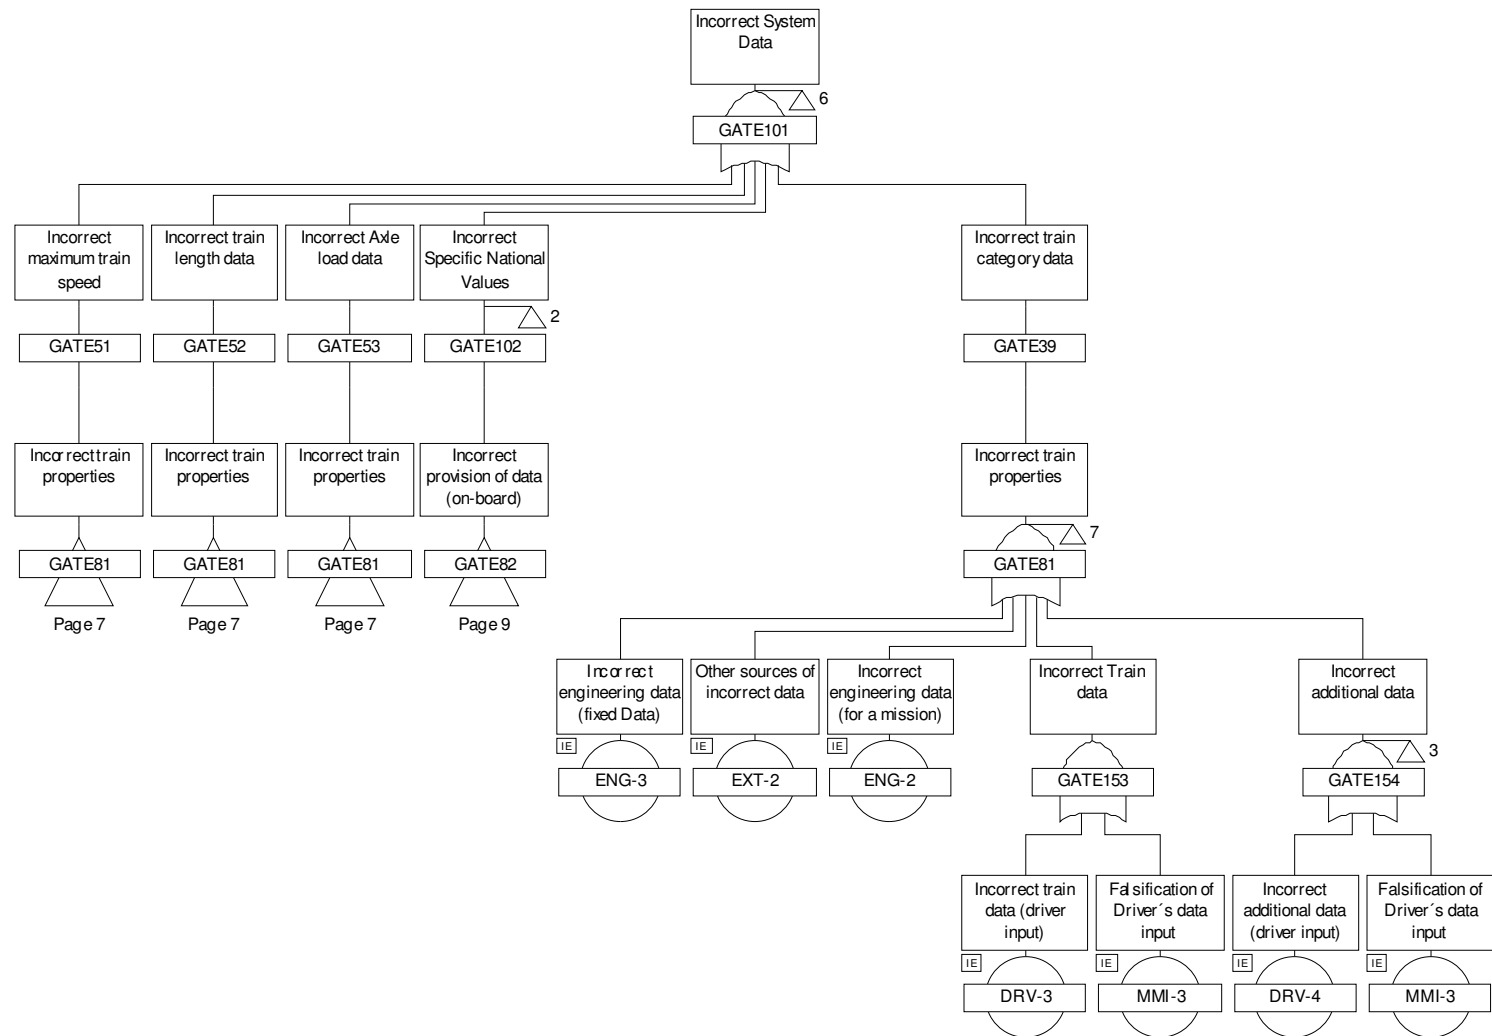 Incorrect System
Data
6
GATE101
Incorrect
maximum train
speed
Incorrect train
length data
Incorrect Axle
load data
Incorrect
Specific National
Values
Incorrect train
category data
2
GATE51
GATE52
GATE53
GATE102
GATE39
Incorrect train
properties
Incorrect train
properties
Incorrect train
properties
Incorrect
provision of data
(on-board)
Incorrect train
properties
7
GATE81
GATE81
GATE81
GATE82
GATE81
Page 7
Page 7
Page 7
Page 9
Incorrect
engineering data
(fixed Data)
Other sources of
incorrect data
Incorrect
engineering data
(for a mission)
Incorrect Train
data
Incorrect
additional data
IE
IE
IE
3
ENG-3
EXT-2
ENG-2
GATE153
GATE154
Incorrect train
data (driver
input)
Falsification of
Driver´s data
input
Incorrect
additional data
(driver input)
Falsification of
Driver´s data
input
IE
IE
IE
IE
DRV-3
MMI-3
DRV-4
MMI-3